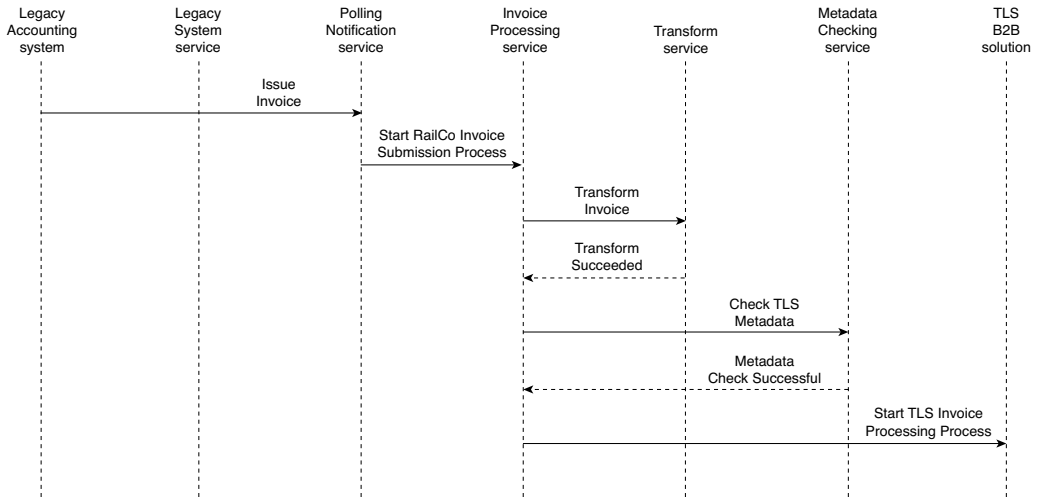 Legacy
Accounting
system
Legacy
System
service
Polling
Notification
service
Invoice
Processing
service
Transform
service
Metadata
Checking
service
TLS
B2B
solution
Issue
Invoice
Start RailCo Invoice
Submission Process
Transform
Invoice
Transform
Succeeded
Check TLS
Metadata
Metadata
Check Successful
Start TLS Invoice
Processing Process